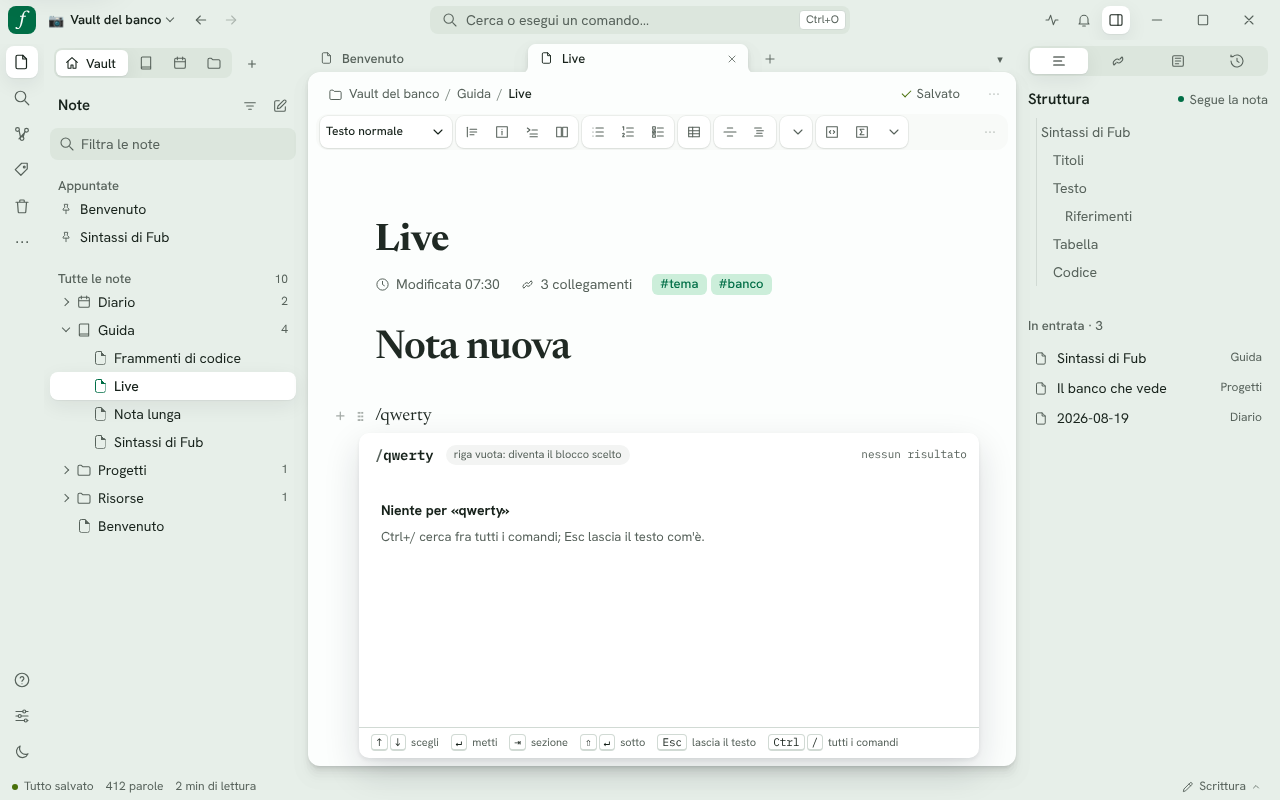 Vault del banco
Cerca o esegui un comando...
Ctrl+O
Vault
Note
Filtra le note
Appuntate
Benvenuto
Sintassi di Fub
Tutte le note 10
Diario 2
Guida 4
Frammenti di codice
Live
Nota lunga
Sintassi di Fub
Progetti 1
Risorse 1
Benvenuto
Benvenuto
Live
Vault del banco / Guida / Live
Salvato
Testo normale
Live
Modificata 07:30 3 collegamenti #tema #banco
Nota nuova
/qwerty
/qwerty riga vuota: diventa il blocco scelto nessun risultato
Niente per «qwerty»
Ctrl+/ cerca fra tutti i comandi; Esc lascia il testo com'è.
↑ ↓ scegli ↵ metti ⇥ sezione ⇧ ↵ sotto Esc lascia il testo Ctrl / tutti i comandi
Struttura Segue la nota
Sintassi di Fub
Titoli
Testo
Riferimenti
Tabella
Codice
In entrata · 3
Sintassi di Fub Guida
Il banco che vede Progetti
2026-08-19 Diario
Tutto salvato 412 parole 2 min di lettura
Scrittura